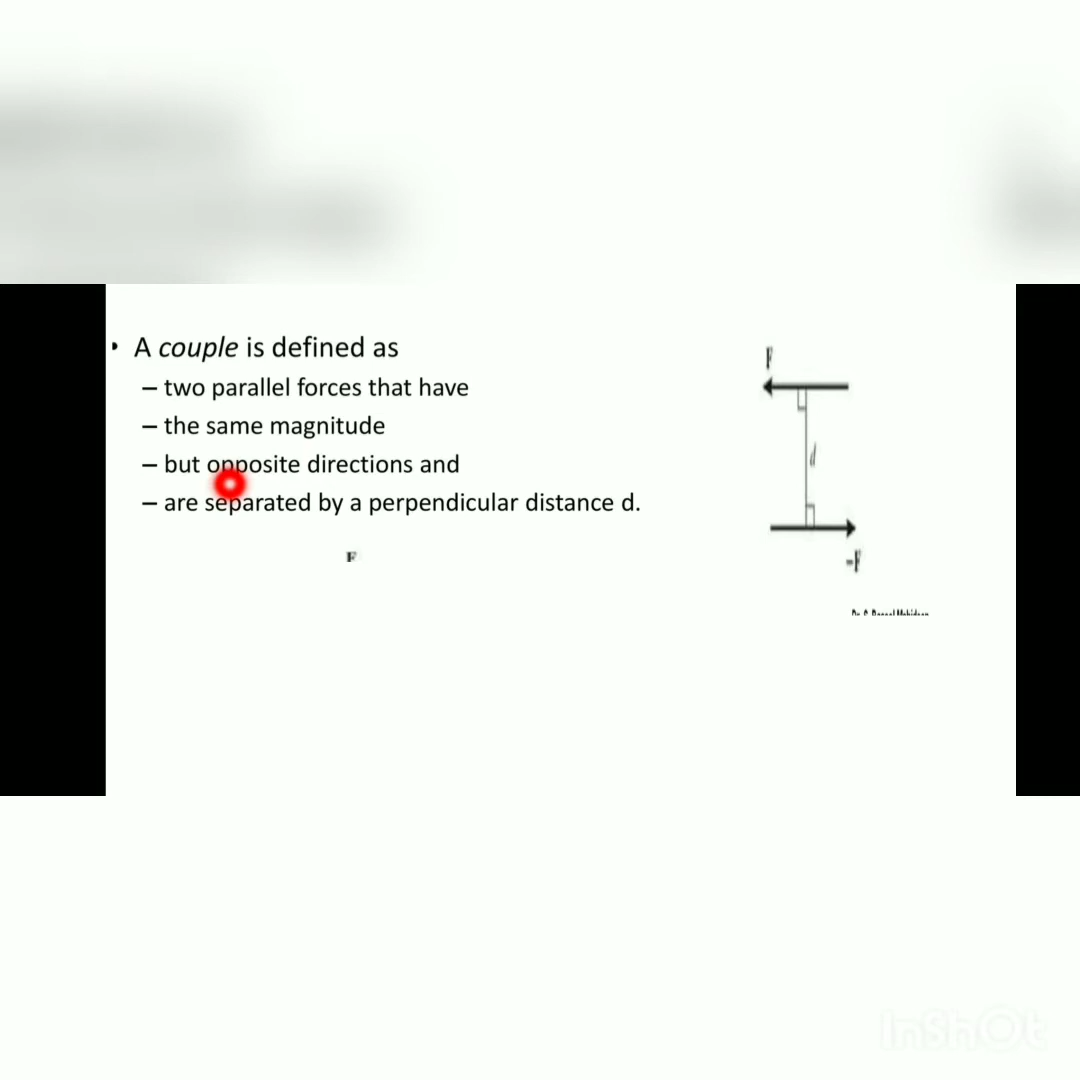 • A couple is defined as
– two parallel forces that have
– the same magnitude
– but opposite directions and
– are separated by a perpendicular distance d.
F
d
-F
F
InShOt